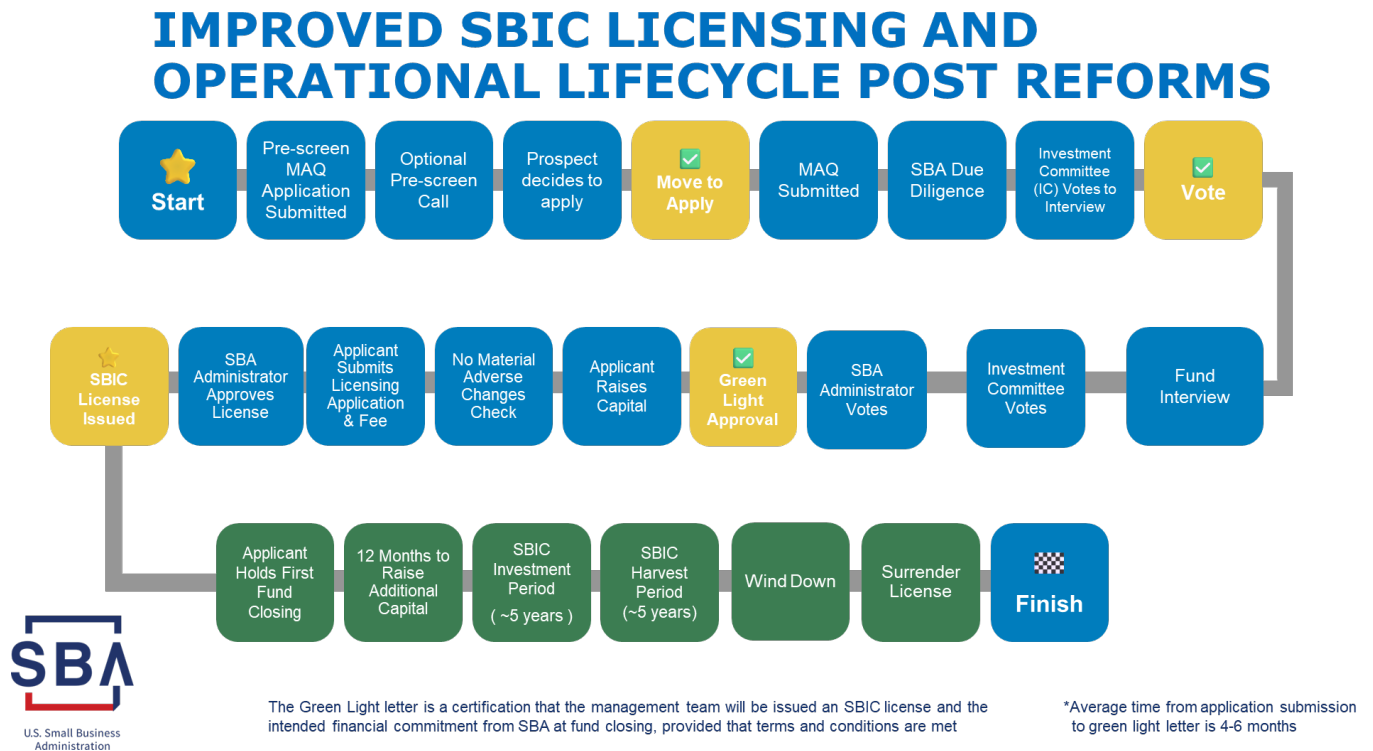 IMPROVED SBIC LICENSING AND
OPERATIONAL LIFECYCLE POST REFORMS
Start
Pre-screen
MAQ
Application
Submitted
Optional
Pre-screen
Call
Prospect
decides to
apply
Move to
Apply
MAQ
Submitted
SBA Due
Diligence
Investment
Committee
(IC) Votes to
Interview
Vote
Fund
Interview
Investment
Committee
Votes
SBA
Administrator
Votes
Green
Light
Approval
Applicant
Raises
Capital
No Material
Adverse
Changes
Check
Applicant
Submits
Licensing
Application
& Fee
SBA
Administrator
Approves
License
SBIC
License
Issued
Applicant
Holds First
Fund
Closing
12 Months to
Raise
Additional
Capital
SBIC
Investment
Period
( ~5 years )
SBIC
Harvest
Period
(~5 years)
Wind Down
Surrender
License
Finish
SBA
U.S. Small Business
Administration
The Green Light letter is a certification that the management team will be issued an SBIC license and the
intended financial commitment from SBA at fund closing, provided that terms and conditions are met
*Average time from application submission
to green light letter is 4-6 months